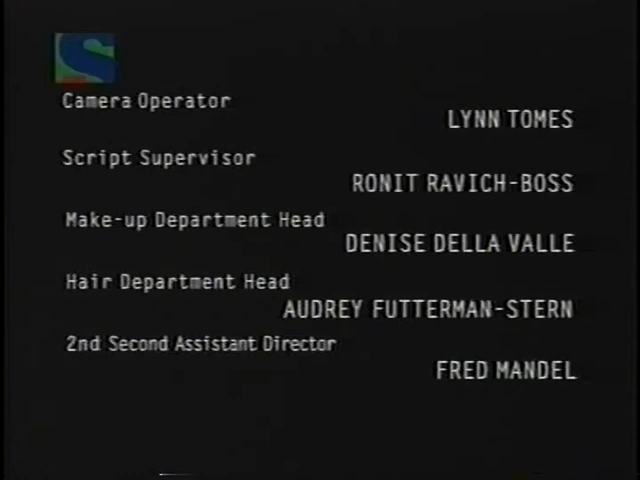 S
Camera Operator
LYNN TOMES
Script Supervisor
RONIT RAVICH-BOSS
Make-up Department Head
DENISE DELLA VALLE
Hair Department Head
AUDREY FUTTERMAN-STERN
2nd Second Assistant Director
FRED MANDEL